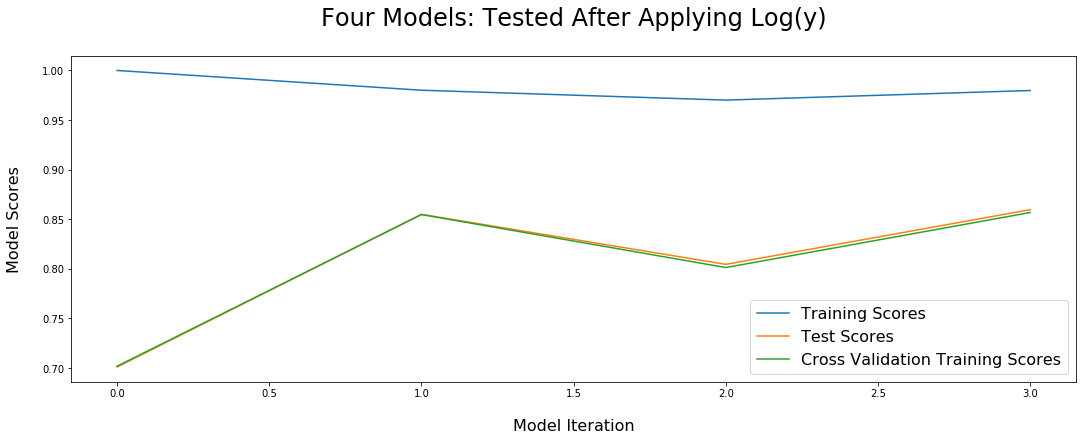 Four Models: Tested After Applying Log(y)
1.00
0.95
0.90
0.85
0.80
0.75
0.70
Model Scores
Training Scores
Test Scores
Cross Validation Training Scores
0.0 0.5 1.0 1.5 2.0 2.5 3.0
Model Iteration